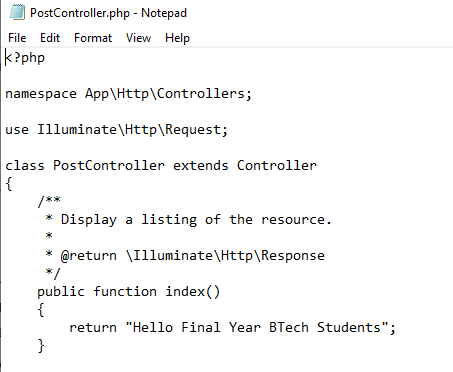 PostController.php - Notepad
File Edit Format View Help
<?php
namespace App\Http\Controllers;
use Illuminate\Http\Request;
class PostController extends Controller
{
/**
* Display a listing of the resource.
*
* @return \Illuminate\Http\Response
*/
public function index()
{
return "Hello Final Year BTech Students";
}